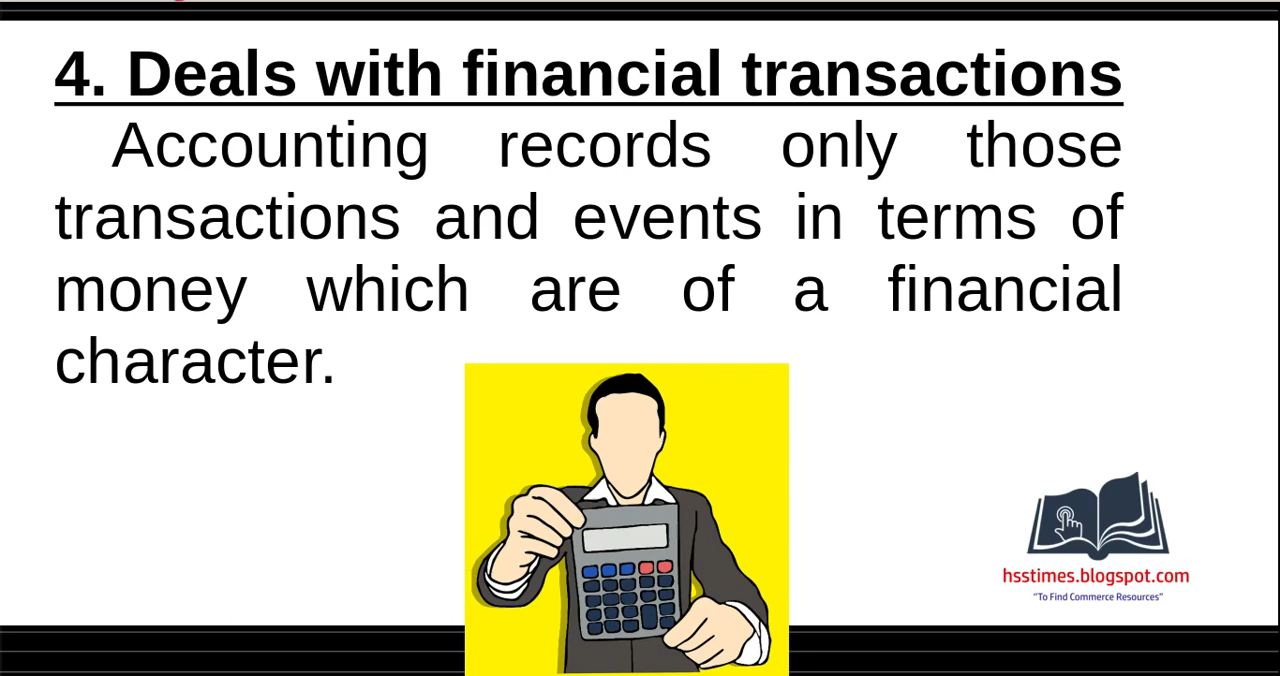 4. Deals with financial transactions
Accounting records only those
transactions and events in terms of
money which are of a financial
character.
hsstimes.blogspot.com
"To Find Commerce Resources"